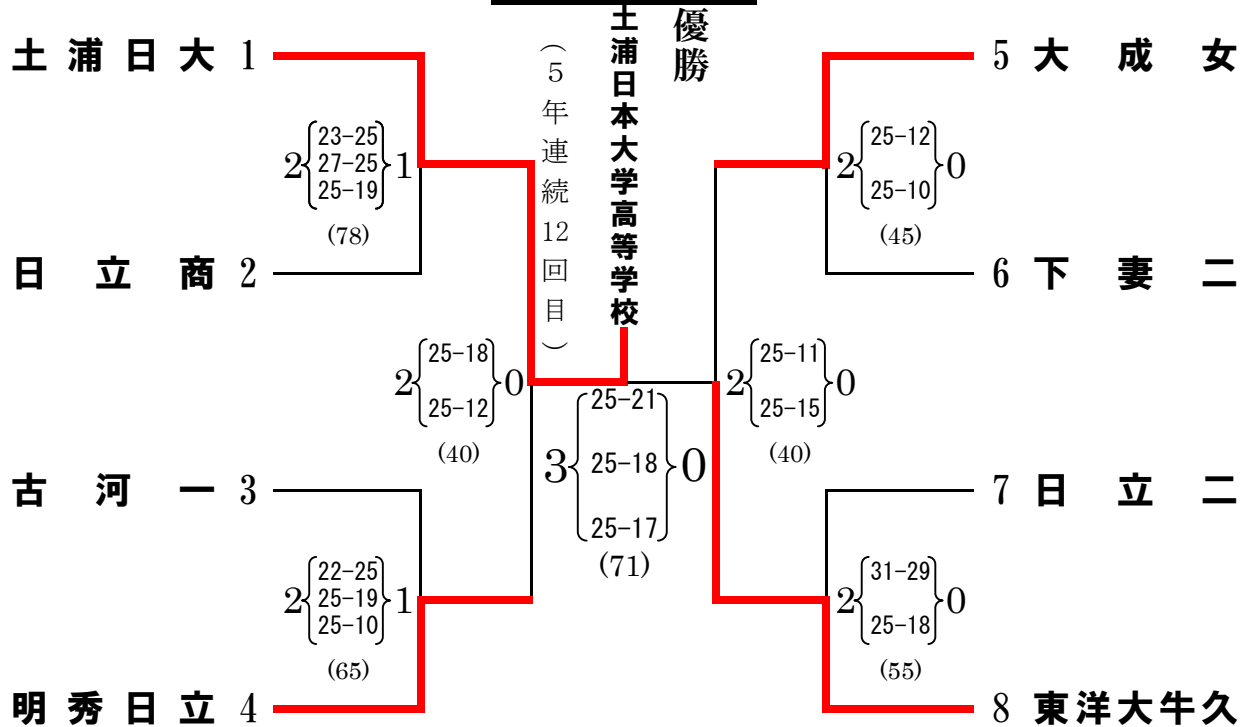 優勝
土浦日本大学高等学校
（５年連続12回目）
土浦日大 1
2 23-25 27-25 25-19 1
(78)
日立商 2
2 25-18 25-12 0
(40)
古河一 3
2 22-25 25-19 25-10 1
(65)
明秀日立 4
3 25-21 25-18 25-17 0
(71)
5 大成女
2 25-12 25-10 0
(45)
6 下妻二
2 25-11 25-15 0
(40)
7 日立二
2 31-29 25-18 0
(55)
8 東洋大牛久